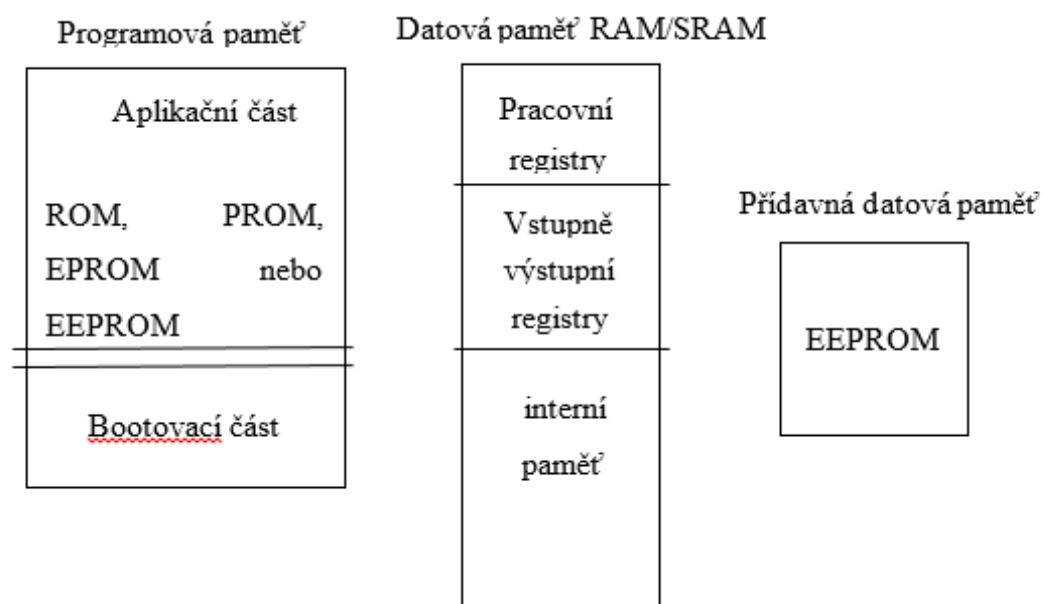 Programová paměť
Aplikační část
ROM, PROM,
EPROM nebo
EEPROM
Bootovací část
Datová paměť RAM/SRAM
Pracovní
registry
Vstupně
výstupní
registry
interní
paměť
Přídavná datová paměť
EEPROM